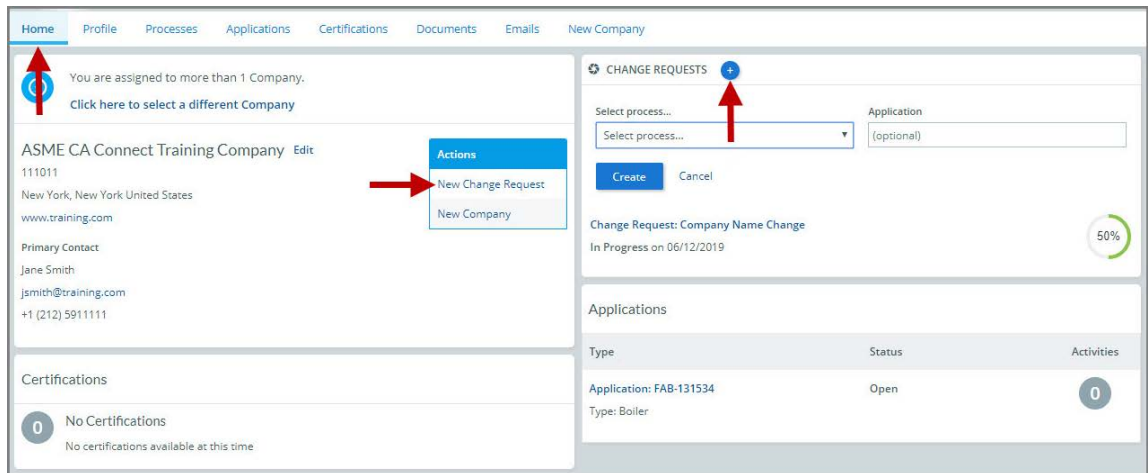 Home Profile Processes Applications Certifications Documents Emails New Company
You are assigned to more than 1 Company.
Click here to select a different Company
ASME CA Connect Training Company Edit
111011
New York, New York United States
www.training.com
Primary Contact
Jane Smith
jsmith@training.com
+1 (212) 5911111
Actions
New Change Request
New Company
Certifications
0
No Certifications
No certifications available at this time
CHANGE REQUESTS +
Select process... Application
Select process... (optional)
Create Cancel
Change Request: Company Name Change
In Progress on 06/12/2019
50%
Applications
Type Status Activities
Application: FAB-131534 Open 0
Type: Boiler